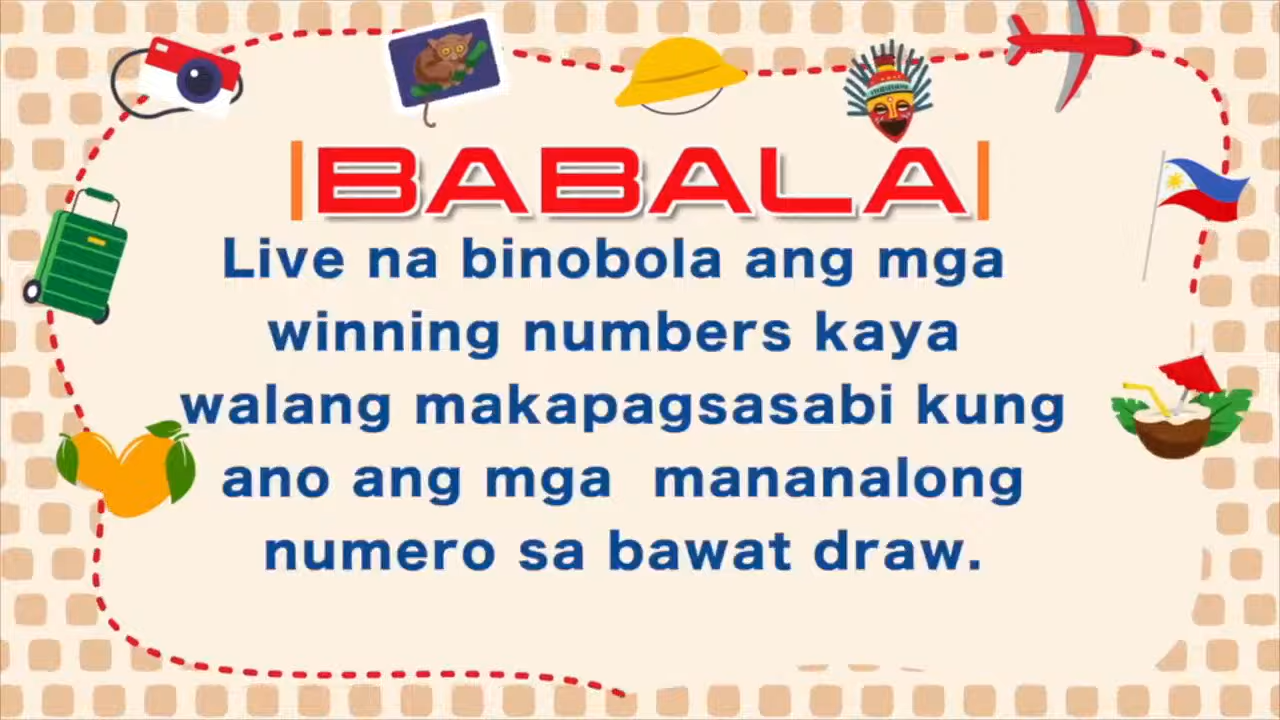 BABALA
Live na binobola ang mga
winning numbers kaya
walang makapagsasabi kung
ano ang mga mananalong
numero sa bawat draw.